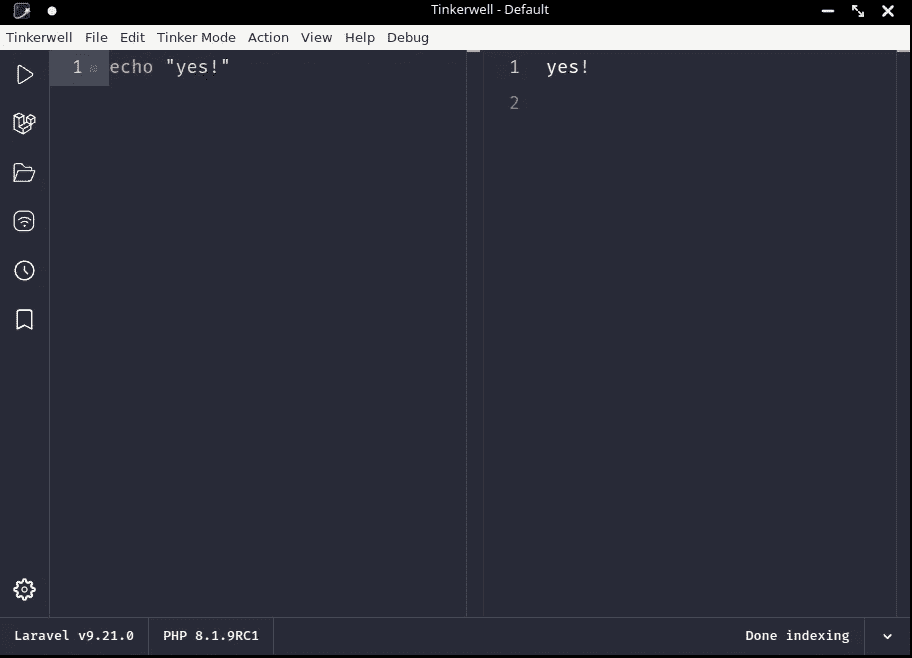 Tinkerwell - Default
Tinkerwell File Edit Tinker Mode Action View Help Debug
1 echo "yes!"
1 yes!
2
Laravel v9.21.0 PHP 8.1.9RC1 Done indexing